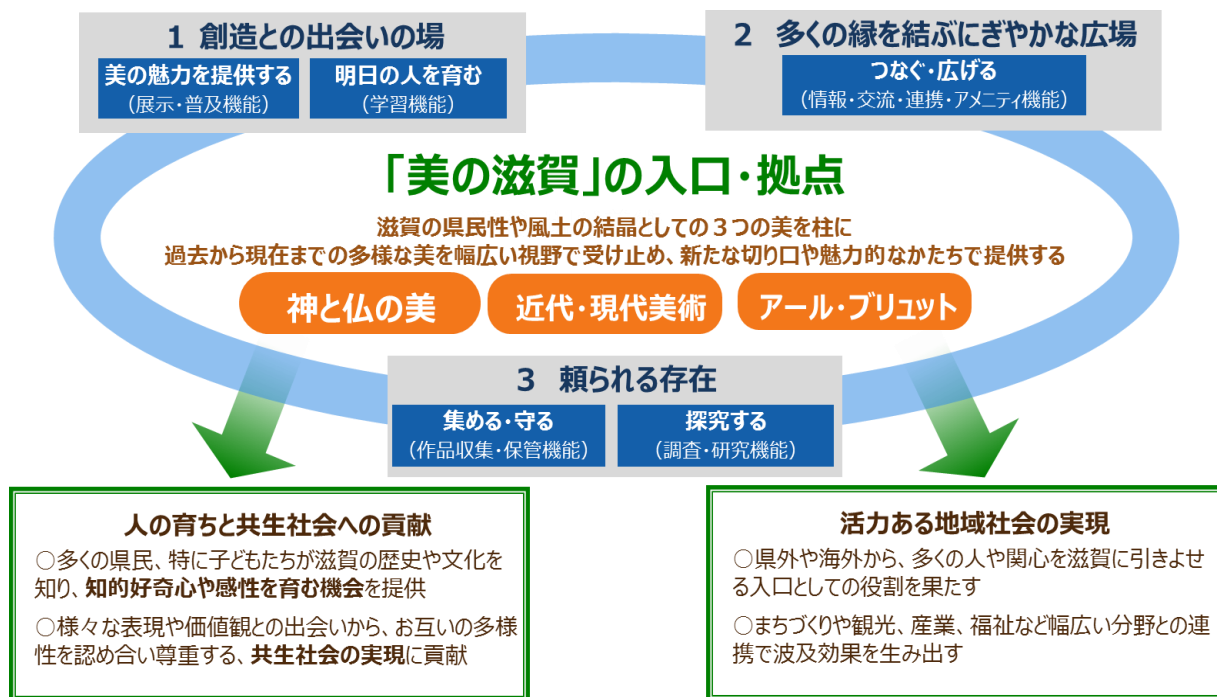 1 創造との出会いの場
美の魅力を提供する
（展示・普及機能）
明日の人を育む
（学習機能）
2 多くの縁を結ぶにぎやかな広場
つなぐ・広げる
（情報・交流・連携・アメニティ機能）
「美の滋賀」の入口・拠点
滋賀の県民性や風土の結晶としての３つの美を柱に
過去から現在までの多様な美を幅広い視野で受け止め、新たな切り口や魅力的なかたちで提供する
神と仏の美
近代・現代美術
アール・ブリュット
3 頼られる存在
集める・守る
（作品収集・保管機能）
探究する
（調査・研究機能）
人の育ちと共生社会への貢献
○多くの県民、特に子どもたちが滋賀の歴史や文化を
知り、知的好奇心や感性を育む機会を提供
○様々な表現や価値観との出会いから、お互いの多様
性を認め合い尊重する、共生社会の実現に貢献
活力ある地域社会の実現
○県外や海外から、多くの人や関心を滋賀に引きよせ
る入口としての役割を果たす
○まちづくりや観光、産業、福祉など幅広い分野との連
携で波及効果を生み出す